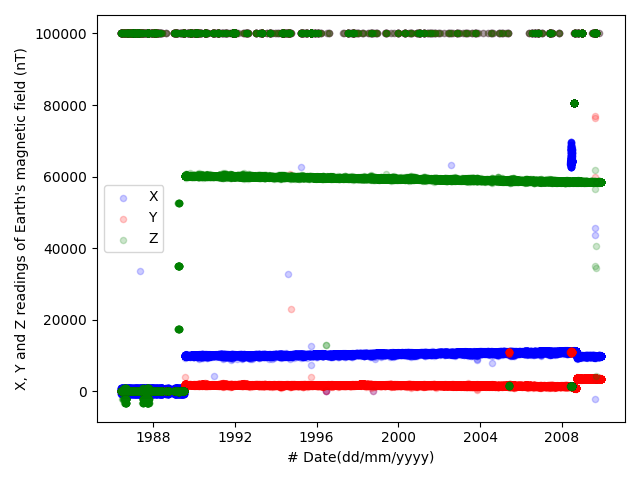 100000
80000
60000
40000
20000
0
X, Y and Z readings of Earth's magnetic field (nT)
X
Y
Z
1988 1992 1996 2000 2004 2008
# Date(dd/mm/yyyy)